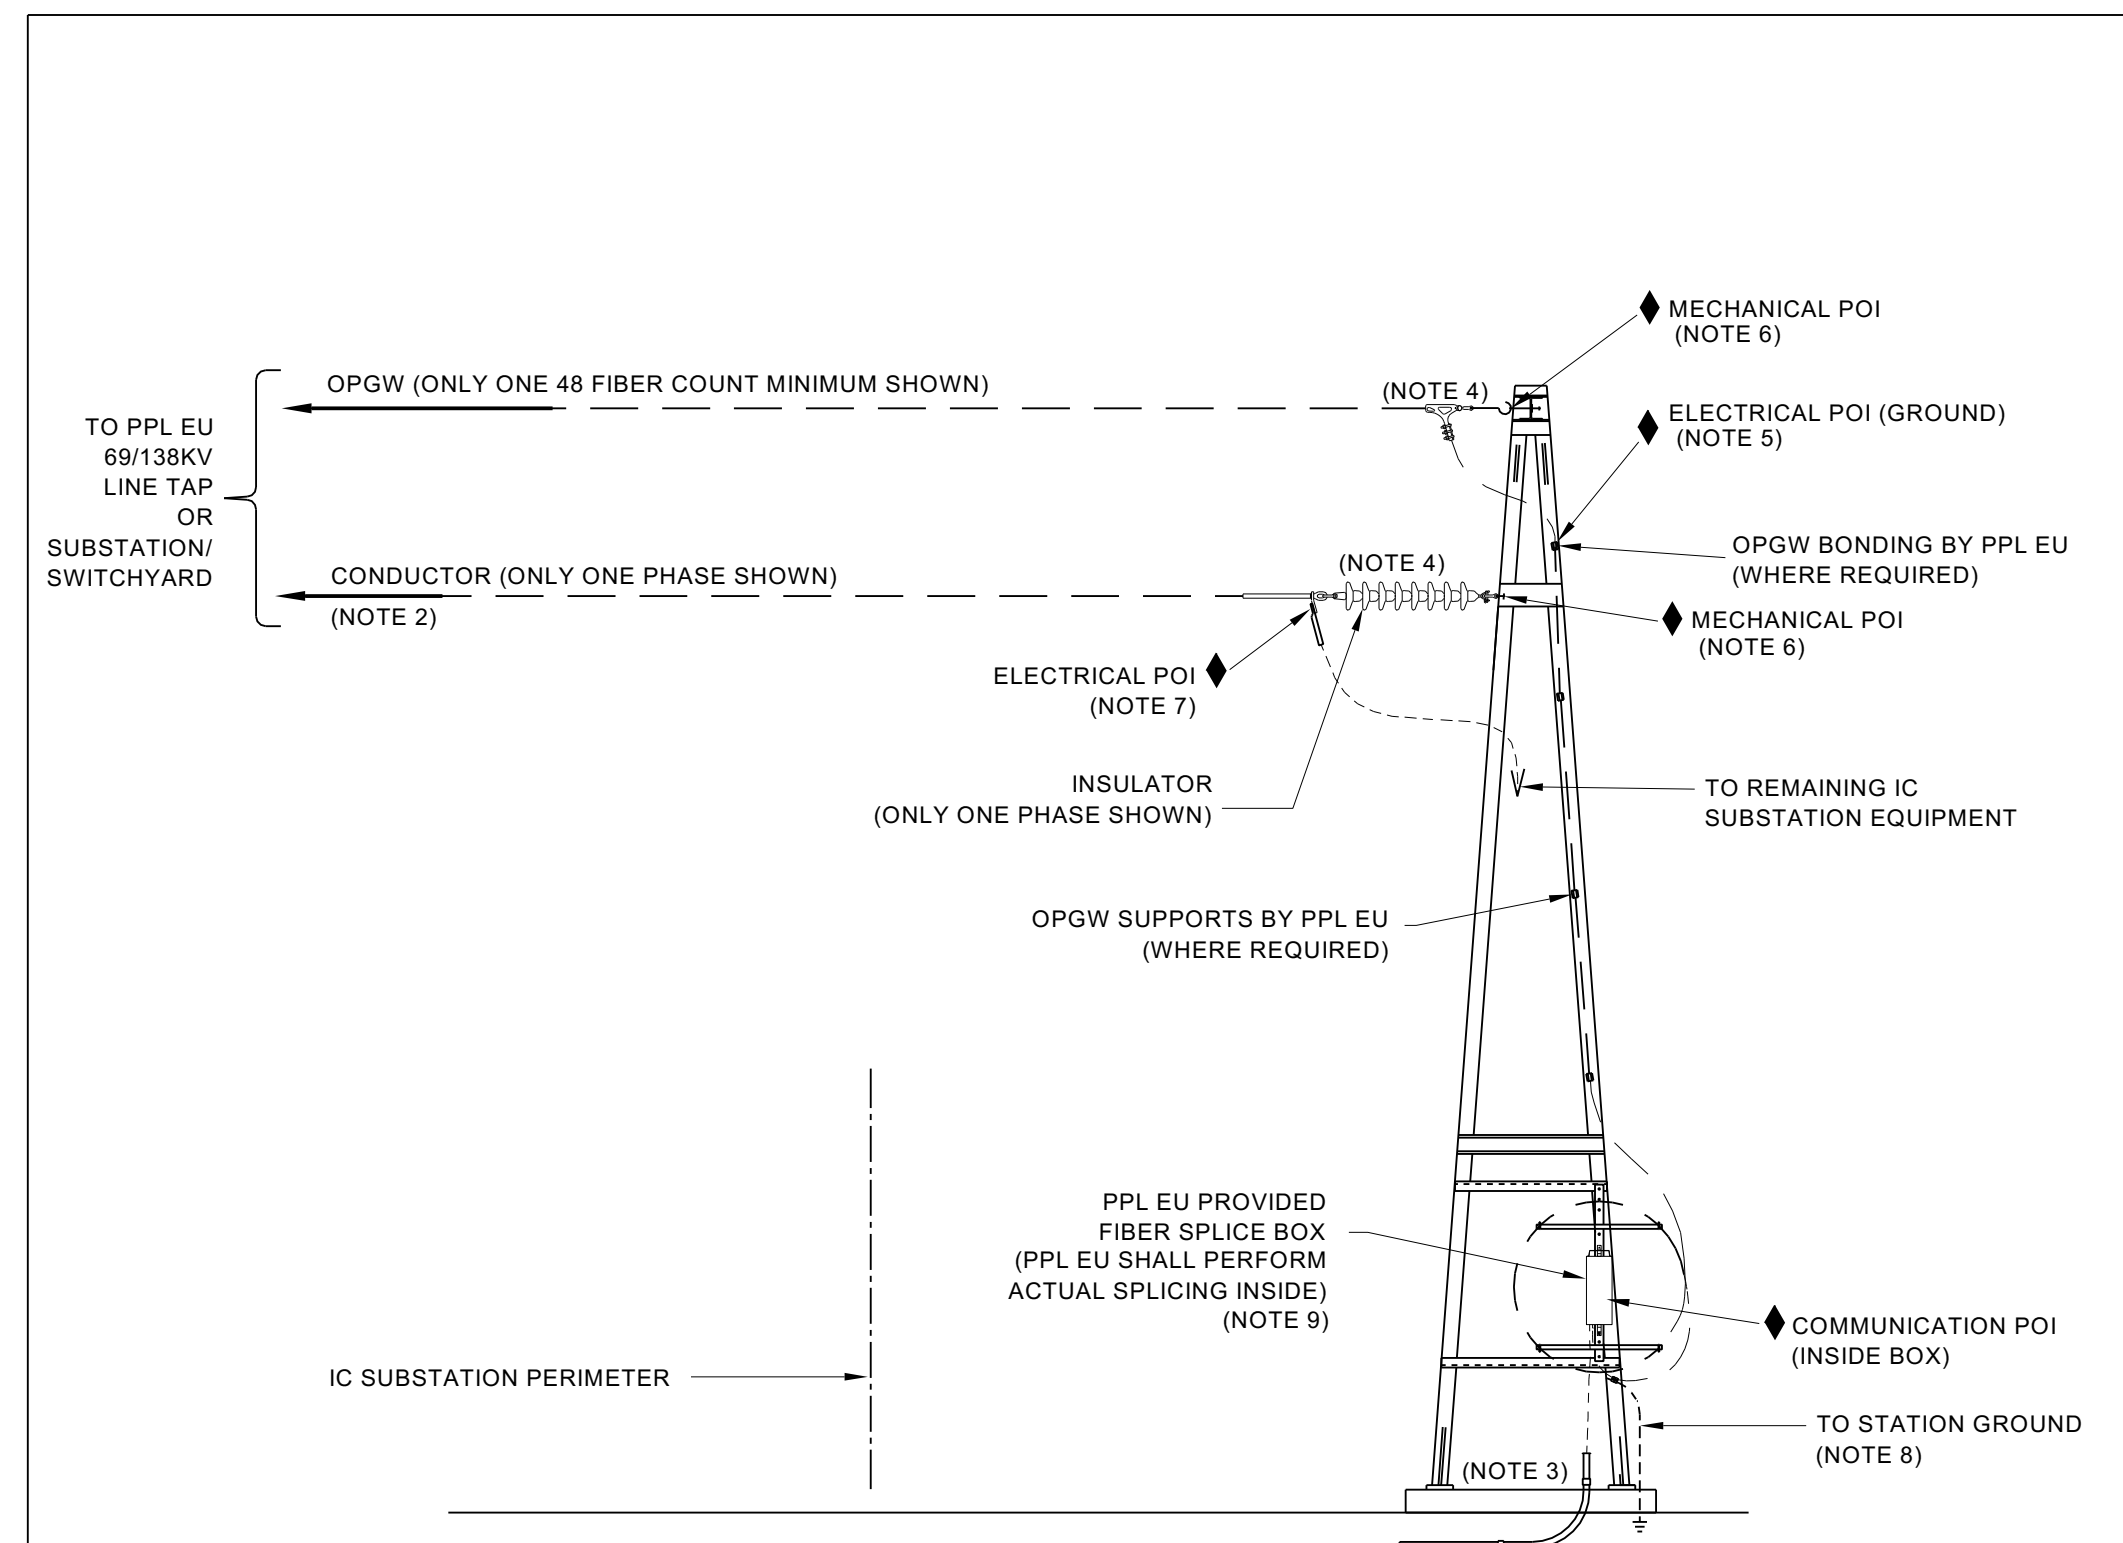 MECHANICAL POI
(NOTE 6)
OPGW (ONLY ONE 48 FIBER COUNT MINIMUM SHOWN)
(NOTE 4)
ELECTRICAL POI (GROUND)
(NOTE 5)
TO PPL EU
69/138KV
LINE TAP
OR
SUBSTATION/
SWITCHYARD
OPGW BONDING BY PPL EU
(WHERE REQUIRED)
CONDUCTOR (ONLY ONE PHASE SHOWN)
(NOTE 2)
(NOTE 4)
MECHANICAL POI
(NOTE 6)
ELECTRICAL POI
(NOTE 7)
INSULATOR
(ONLY ONE PHASE SHOWN)
TO REMAINING IC
SUBSTATION EQUIPMENT
OPGW SUPPORTS BY PPL EU
(WHERE REQUIRED)
PPL EU PROVIDED
FIBER SPLICE BOX
(PPL EU SHALL PERFORM
ACTUAL SPLICING INSIDE)
(NOTE 9)
COMMUNICATION POI
(INSIDE BOX)
IC SUBSTATION PERIMETER
TO STATION GROUND
(NOTE 8)
(NOTE 3)